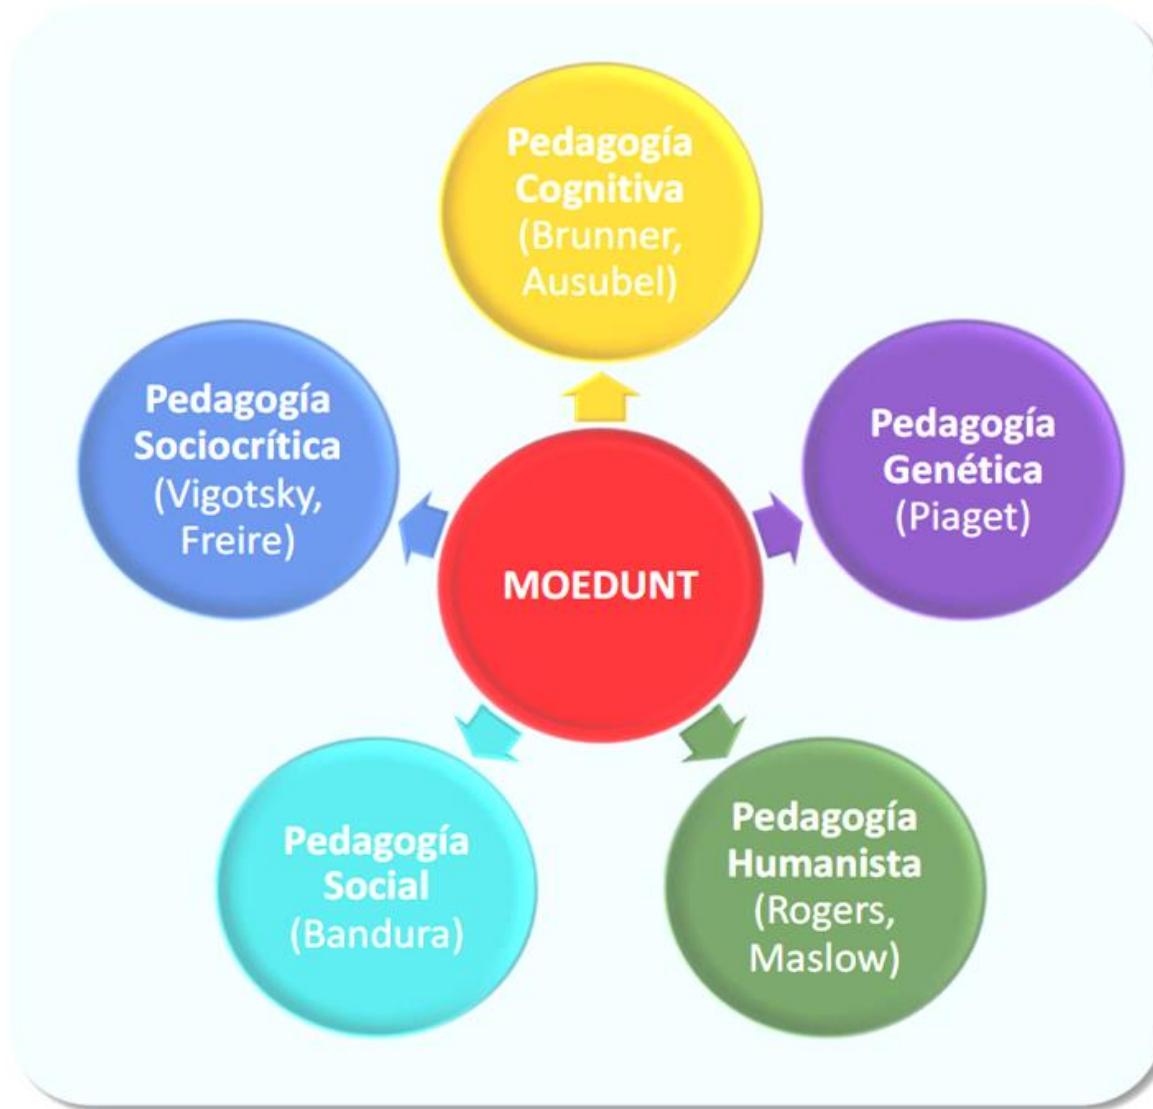 Pedagogía
Cognitiva
(Brunner,
Ausubel)
Pedagogía
Sociocrítica
(Vigotsky,
Freire)
Pedagogía
Genética
(Piaget)
MOEDUNT
Pedagogía
Social
(Bandura)
Pedagogía
Humanista
(Rogers,
Maslow)